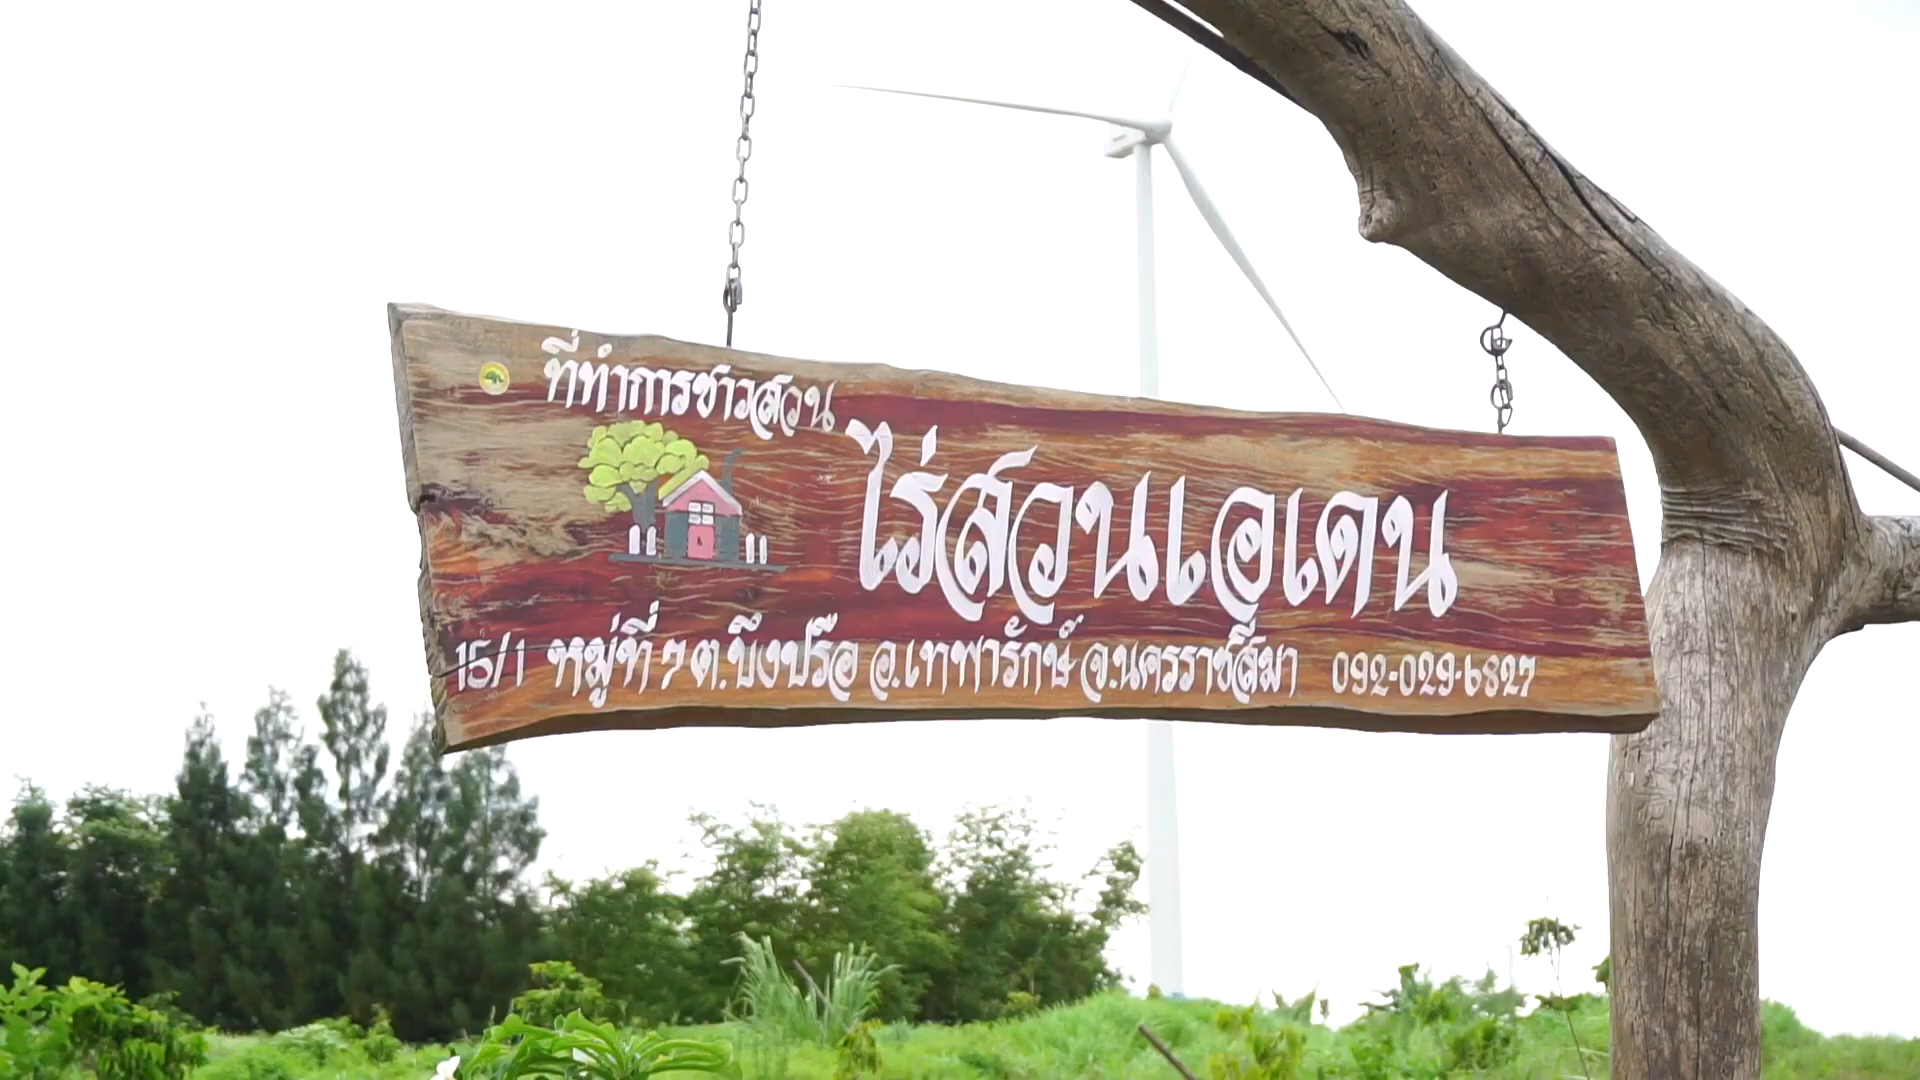 ที่ทำการชาวสวน
ไร่สวนเอเดน
15/1 หมู่ที่ 7 ต.บึงปรือ อ.เทพารักษ์ จ.นครราชสีมา 092-029-6827